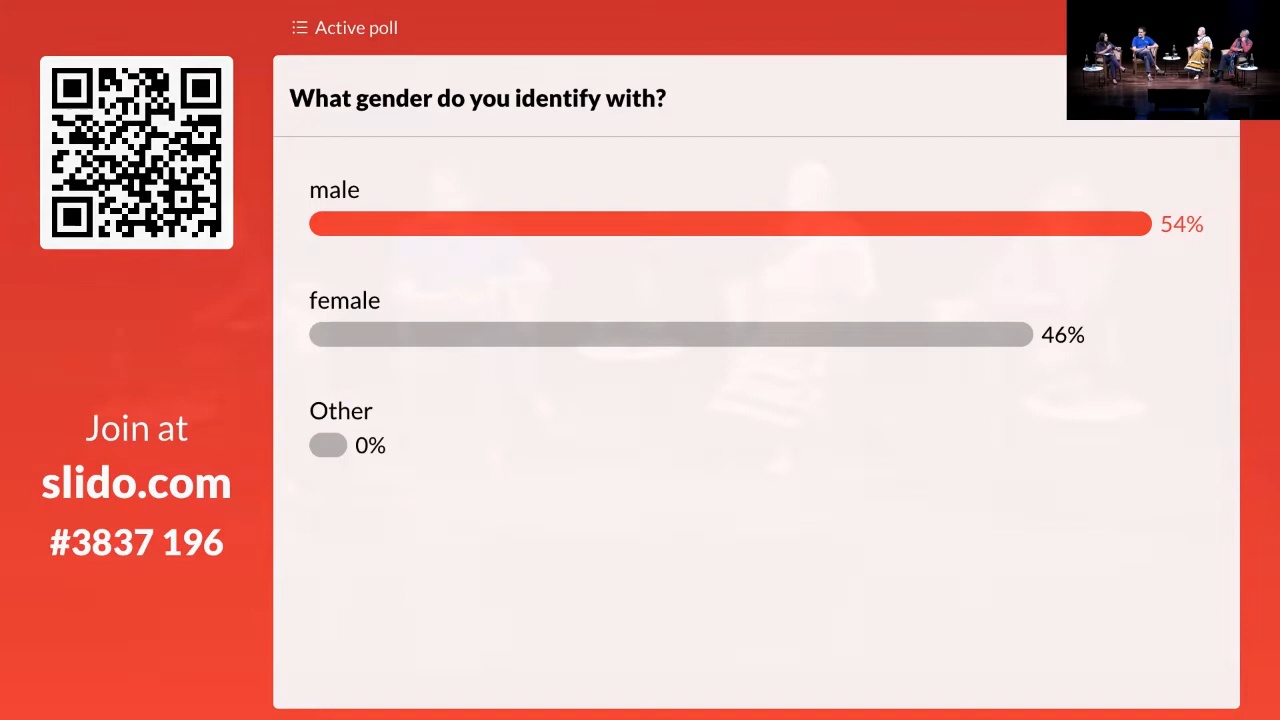 Active poll
What gender do you identify with?
male
54%
female
46%
Other
0%
Join at
slido.com
#3837 196